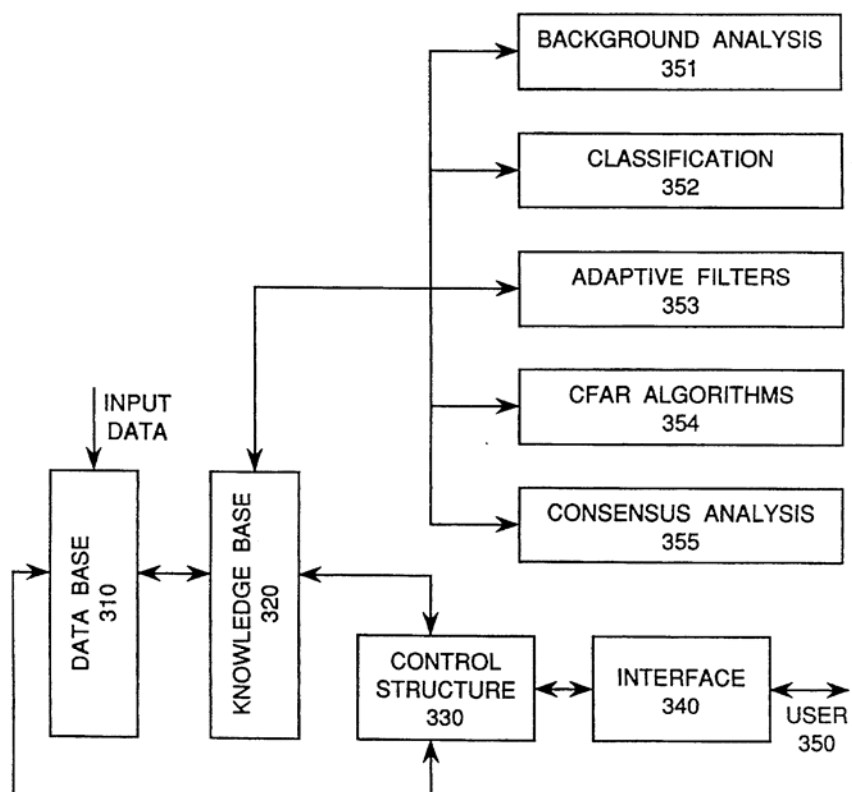 BACKGROUND ANALYSIS
351
CLASSIFICATION
352
ADAPTIVE FILTERS
353
CFAR ALGORITHMS
354
CONSENSUS ANALYSIS
355
INPUT
DATA
DATA BASE
310
KNOWLEDGE BASE
320
CONTROL
STRUCTURE
330
INTERFACE
340
USER
350